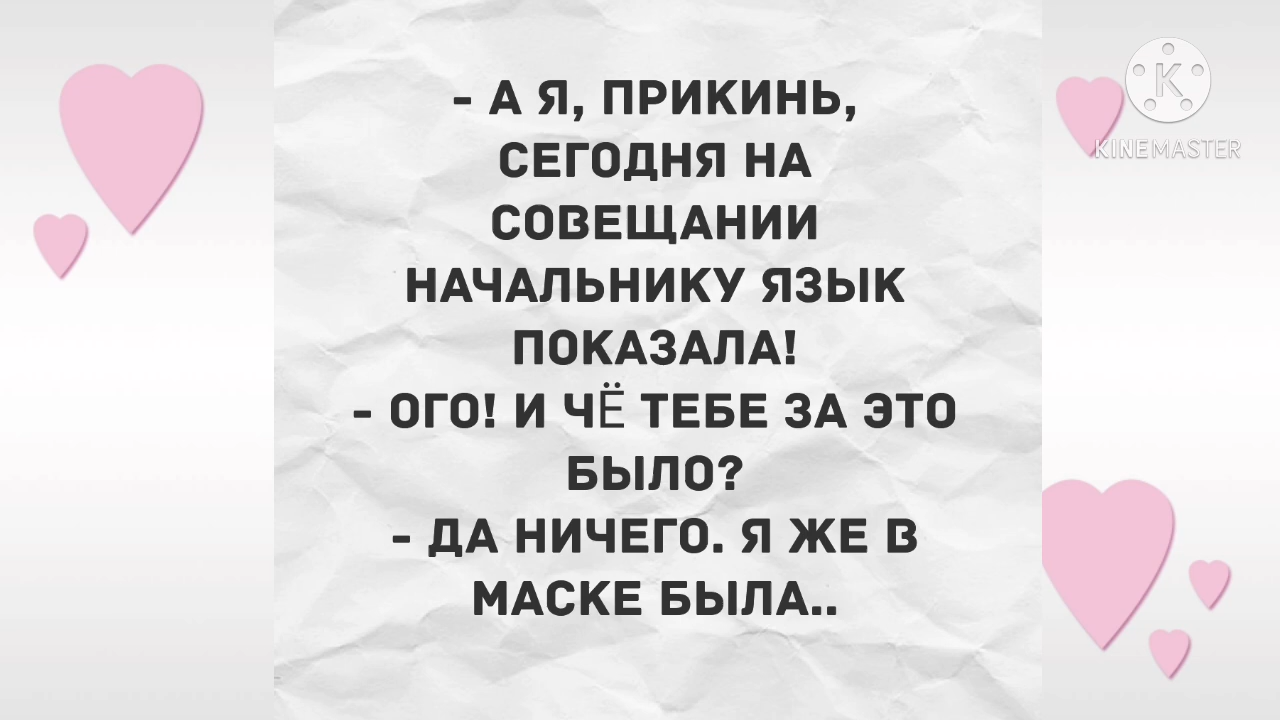 - А Я, ПРИКИНЬ,
СЕГОДНЯ НА
СОВЕЩАНИИ
НАЧАЛЬНИКУ ЯЗЫК
ПОКАЗАЛА!
- ОГО! И ЧЁ ТЕБЕ ЗА ЭТО
БЫЛО?
- ДА НИЧЕГО. Я ЖЕ В
МАСКЕ БЫЛА..
K
KINEMASTER